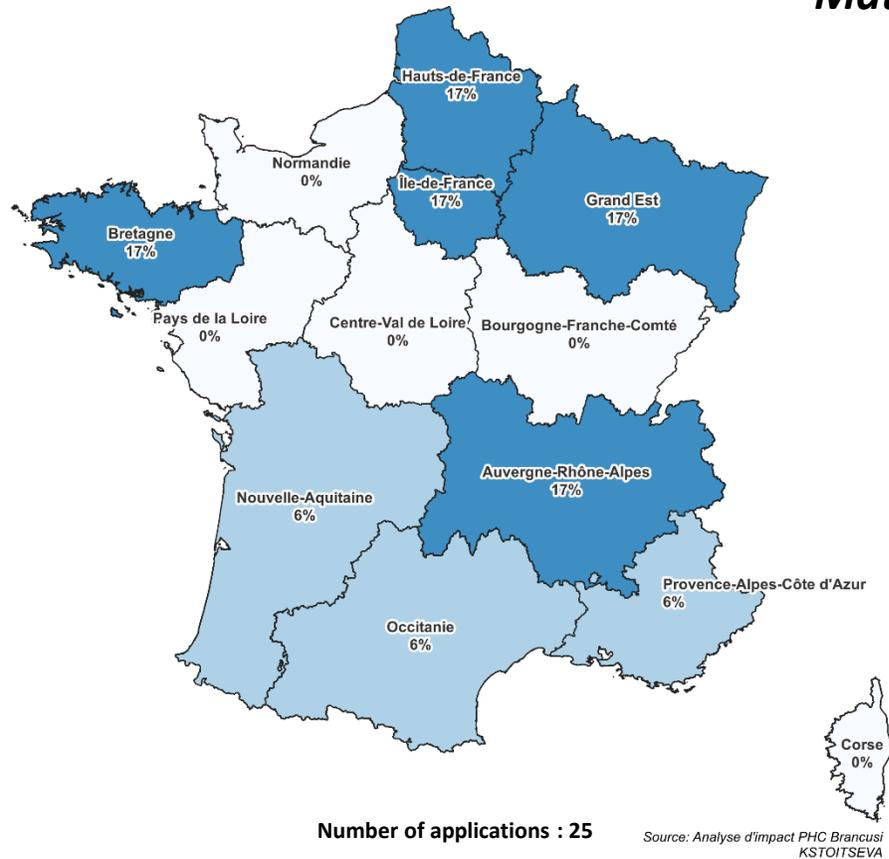 Hauts-de-France
17%
Normandie
0%
Île-de-France
17%
Grand Est
17%
Bretagne
17%
Pays de la Loire
0%
Centre-Val de Loire
0%
Bourgogne-Franche-Comté
0%
Auvergne-Rhône-Alpes
17%
Nouvelle-Aquitaine
6%
Provence-Alpes-Côte d'Azur
6%
Occitanie
6%
Corse
0%
Number of applications : 25
Source: Analyse d'impact PHC Brancusi
KSTOITSEVA